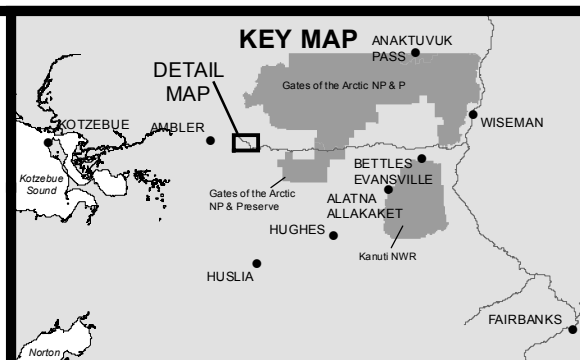 KEY MAP
ANAKTUVUK
PASS
DETAIL
MAP
Gates of the Arctic NP & P
KOTZEBUE
AMBLER
WISEMAN
Kotzebue
Sound
BETTLES
EVANSVILLE
Gates of the Arctic
NP & Preserve
ALATNA
ALLAKAKET
HUGHES
Kanuti NWR
HUSLIA
FAIRBANKS
Norton